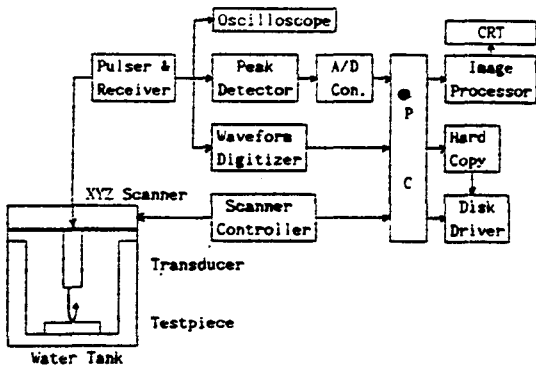 Oscilloscope
CRT
Pulser &
Receiver
Peak
Detector
A/D
Con.
P
C
Image
Processor
Waveform
Digitizer
Hard
Copy
XYZ Scanner
Scanner
Controller
Disk
Driver
Transducer
Testpiece
Water Tank